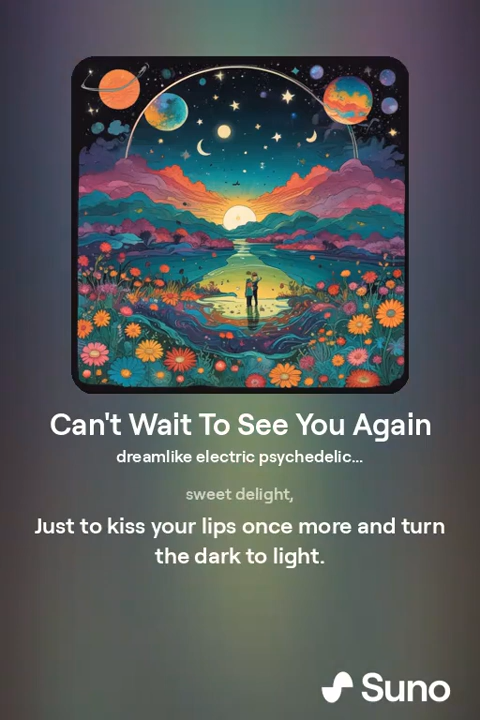 Can't Wait To See You Again
dreamlike electric psychedelic...
sweet delight,
Just to kiss your lips once more and turn
the dark to light.
Suno